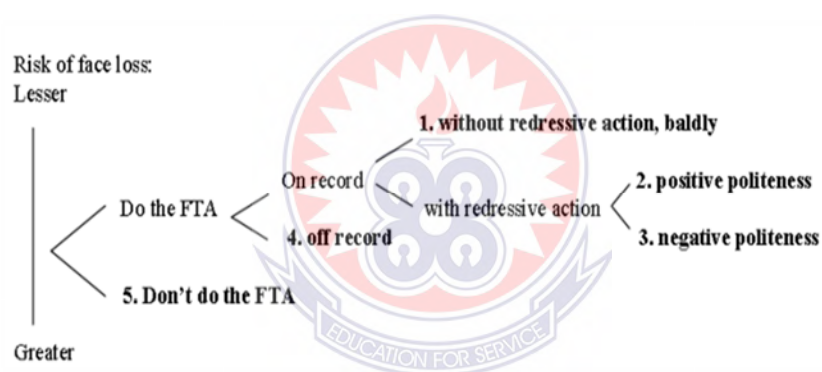 Risk of face loss:
Lesser
1. without redressive action, baldly
On record
2. positive politeness
Do the FTA
with redressive action
4. off record
3. negative politeness
5. Don't do the FTA
Greater
EDUCATION FOR SERVICE